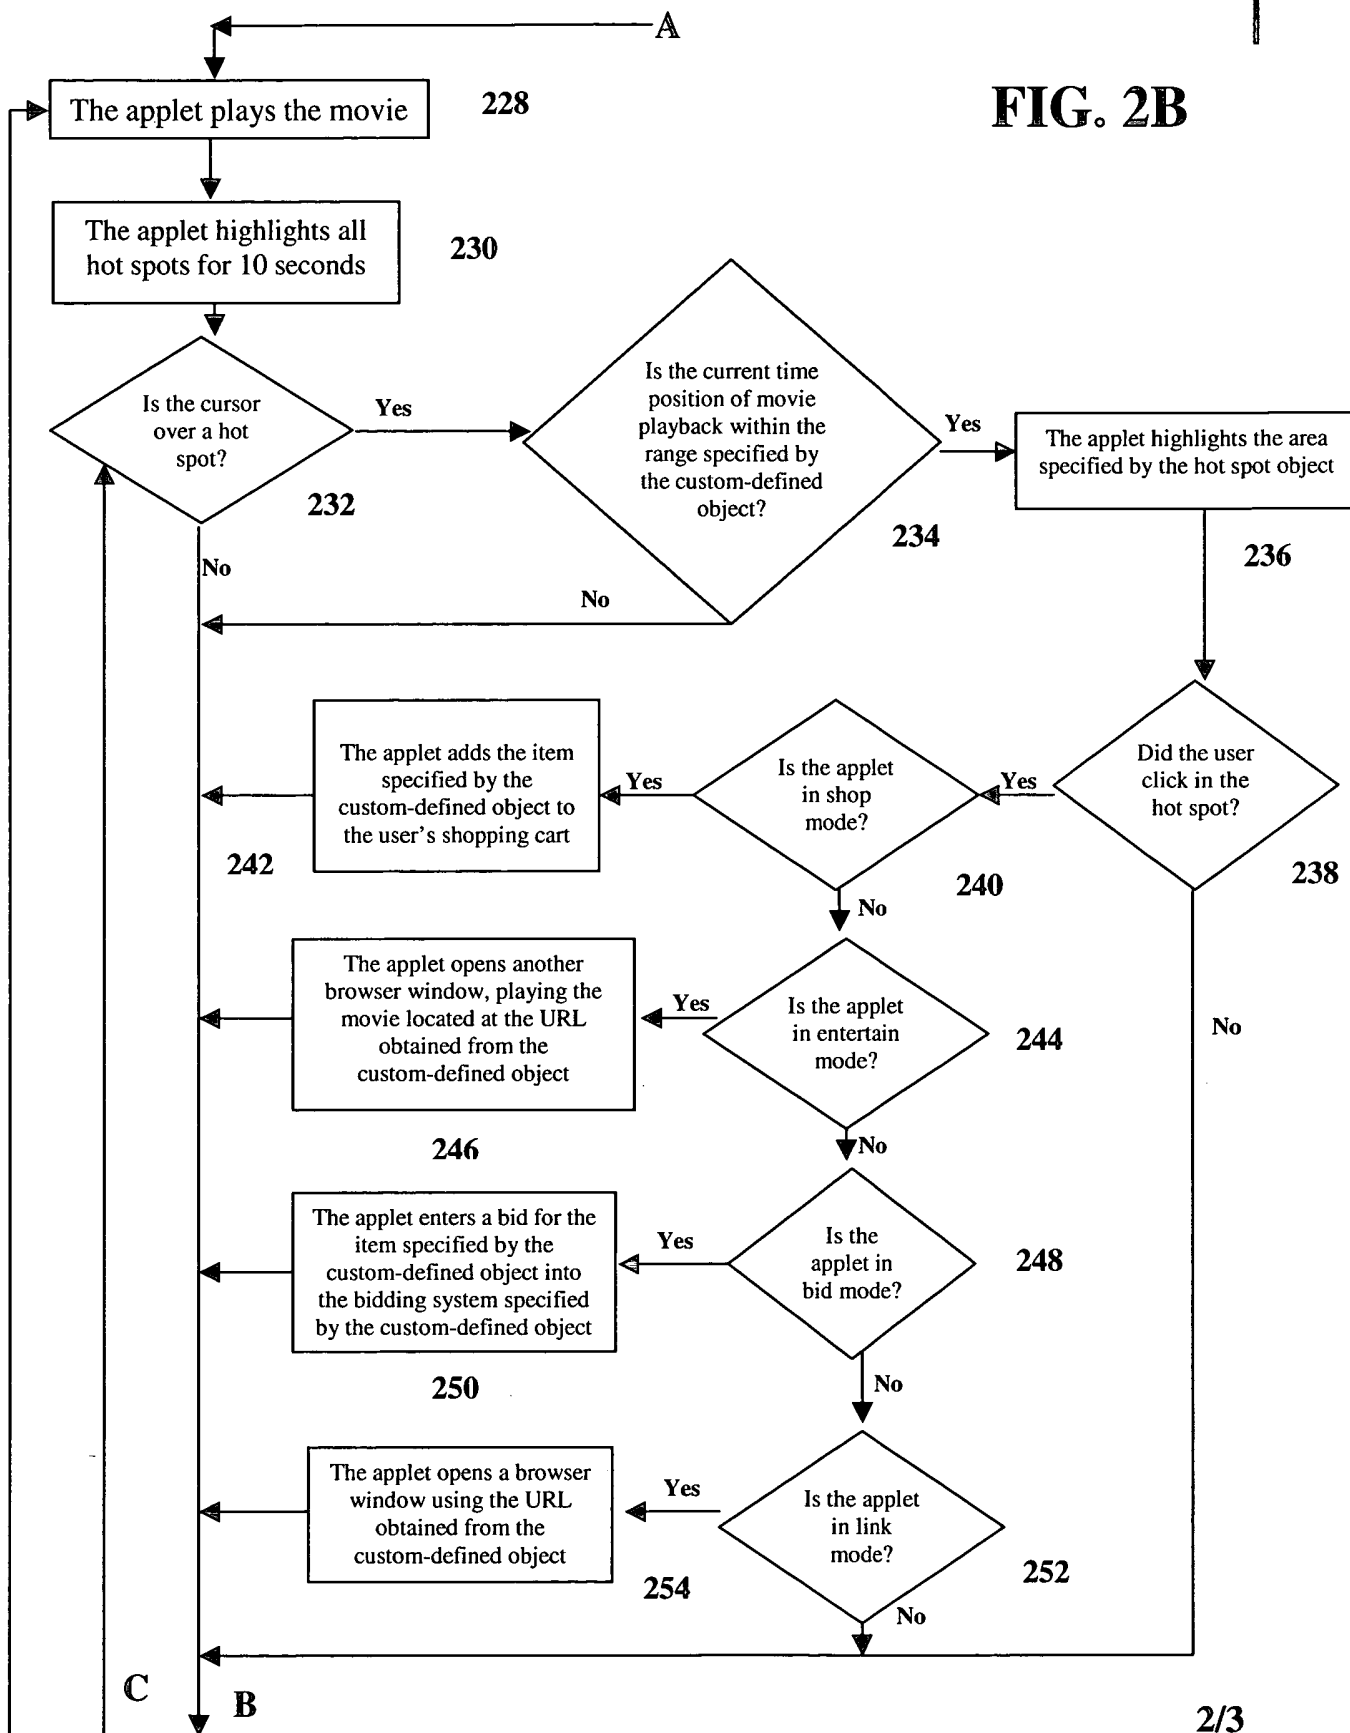 A
FIG. 2B
The applet plays the movie
228
The applet highlights all
hot spots for 10 seconds
230
Is the cursor
over a hot
spot?
232
Yes
No
Is the current time
position of movie
playback within the
range specified by
the custom-defined
object?
234
Yes
No
The applet highlights the area
specified by the hot spot object
236
Did the user
click in the
hot spot?
238
Yes
No
Is the applet
in shop
mode?
240
Yes
No
The applet adds the item
specified by the
custom-defined object to
the user's shopping cart
242
Is the applet
in entertain
mode?
244
Yes
No
The applet opens another
browser window, playing the
movie located at the URL
obtained from the
custom-defined object
246
Is the
applet in
bid mode?
248
Yes
No
The applet enters a bid for the
item specified by the
custom-defined object into
the bidding system specified
by the custom-defined object
250
Is the applet
in link
mode?
252
Yes
No
The applet opens a browser
window using the URL
obtained from the
custom-defined object
254
C
B
2/3